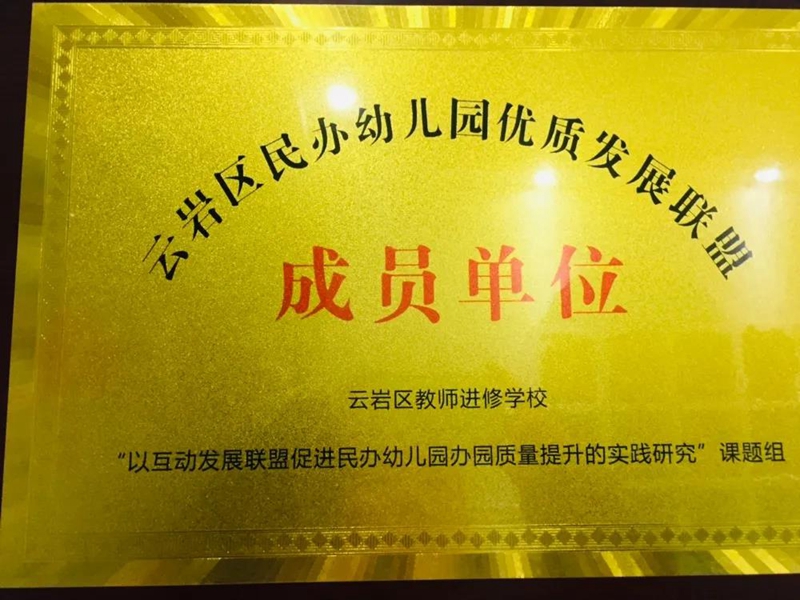 云岩区民办幼儿园优质发展联盟
成员单位
云岩区教师进修学校
“以互动发展联盟促进民办幼儿园办园质量提升的实践研究”课题组